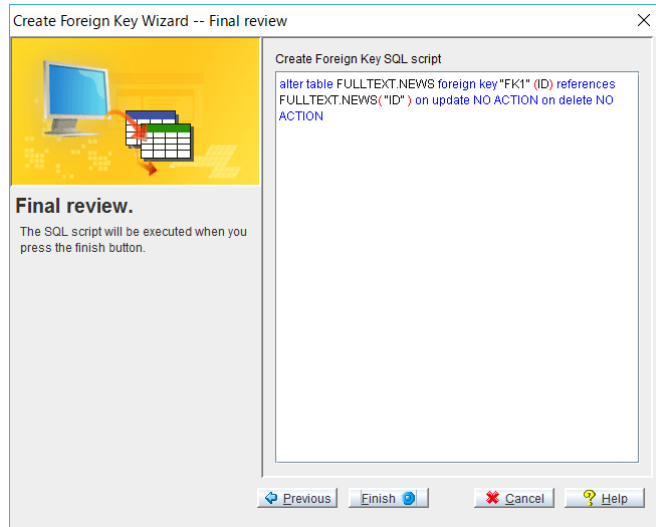 Create Foreign Key Wizard -- Final review
Create Foreign Key SQL script
alter table FULLTEXT.NEWS foreign key "FK1" (ID) references
FULLTEXT.NEWS( "ID" ) on update NO ACTION on delete NO
ACTION
Final review.
The SQL script will be executed when you
press the finish button.
Previous
Finish
Cancel
Help